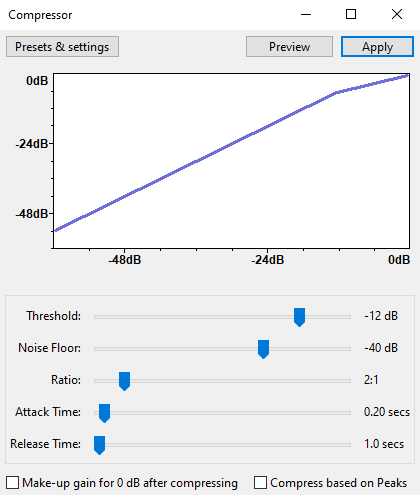 Compressor
Presets & settings
Preview
Apply
0dB
-24dB
-48dB
-48dB
-24dB
0dB
Threshold:
-12 dB
Noise Floor:
-40 dB
Ratio:
2:1
Attack Time:
0.20 secs
Release Time:
1.0 secs
Make-up gain for 0 dB after compressing
Compress based on Peaks